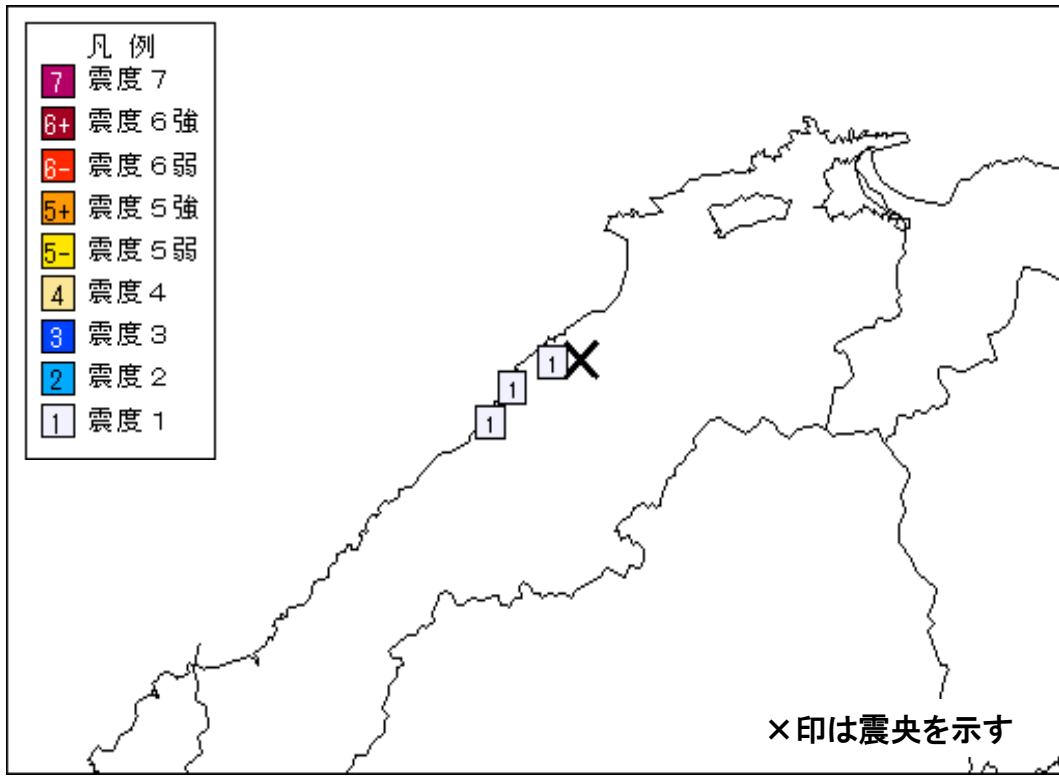 凡 例
7 震度７
6+ 震度６強
6- 震度６弱
5+ 震度５強
5- 震度５弱
4 震度４
3 震度３
2 震度２
1 震度１
1
1
1
×印は震央を示す